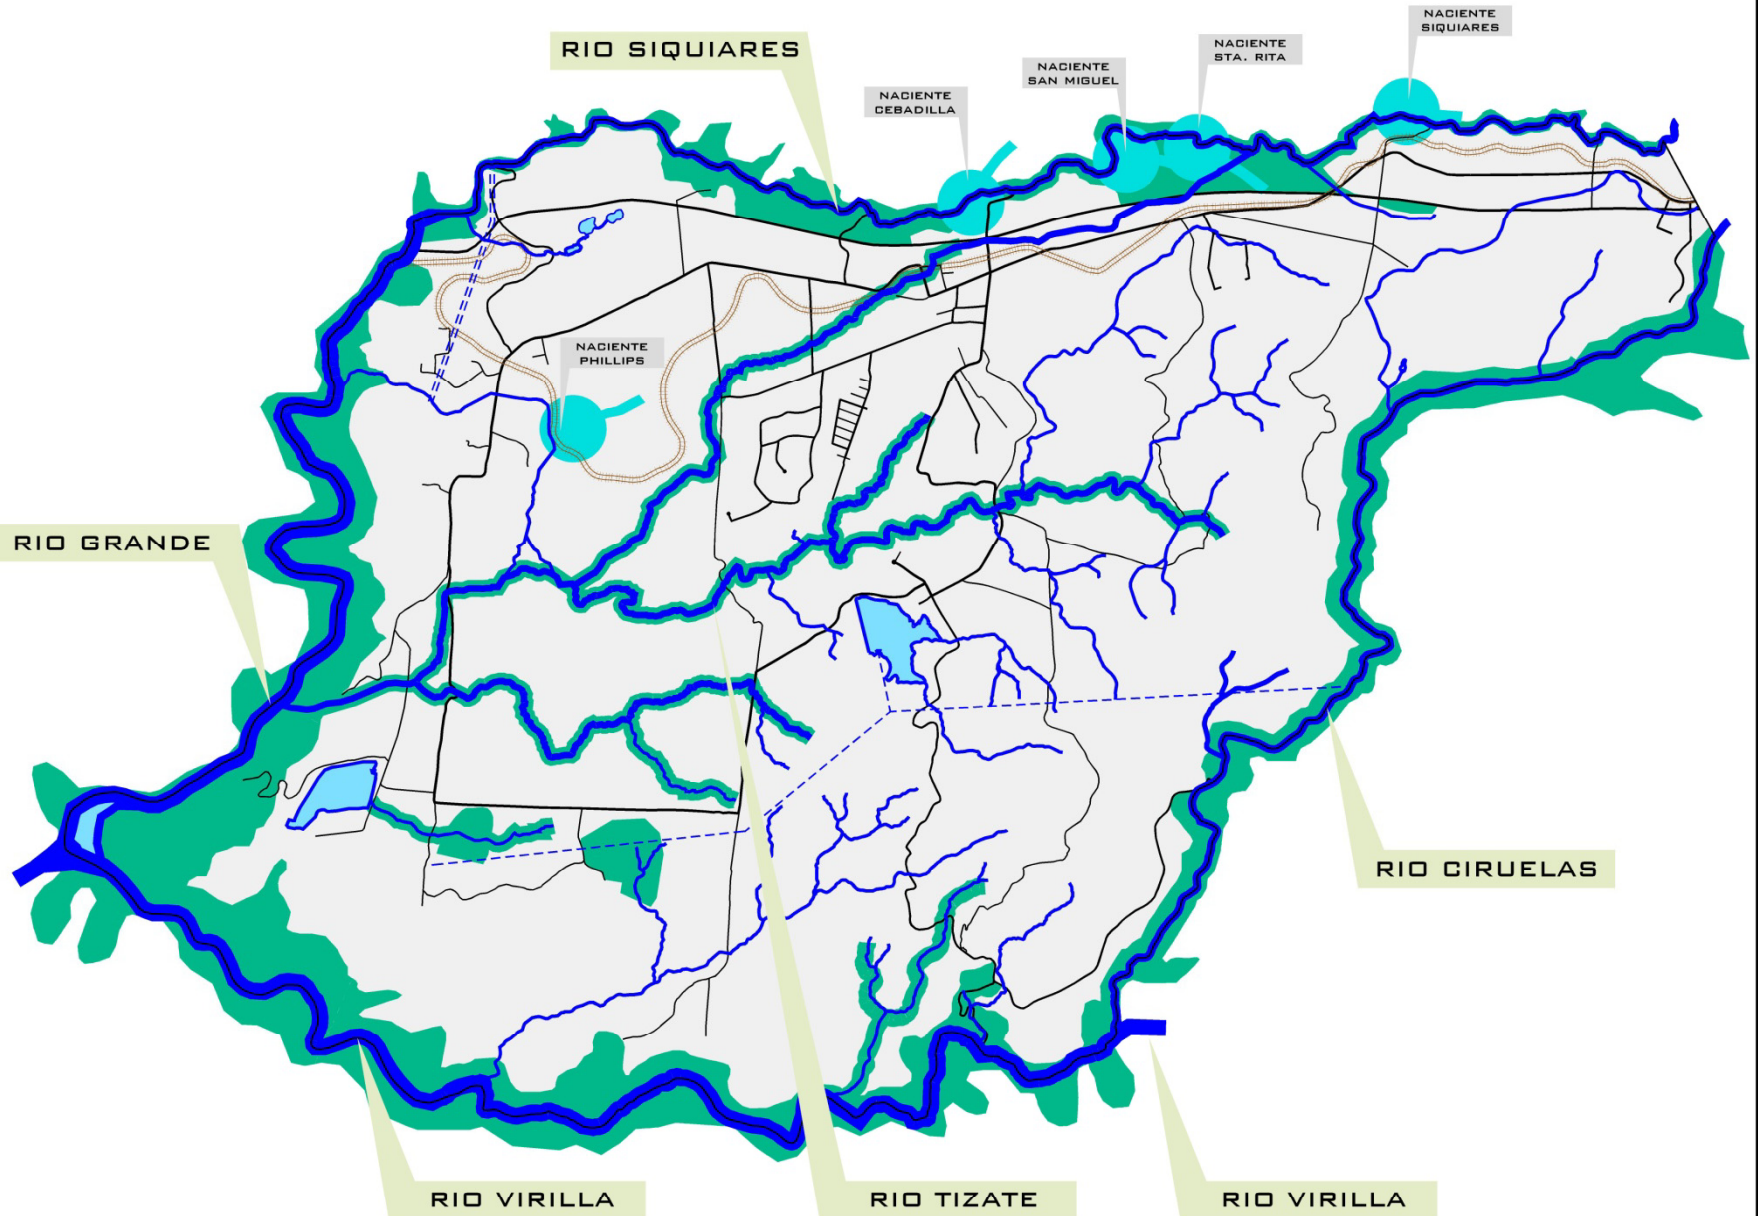 NACIENTE
SIQUIARES
RIO SIQUIARES
NACIENTE
STA. RITA
NACIENTE
SAN MIGUEL
NACIENTE
CEBADILLA
NACIENTE
PHILLIPS
RIO GRANDE
RIO CIRUELAS
RIO VIRILLA
RIO TIZATE
RIO VIRILLA